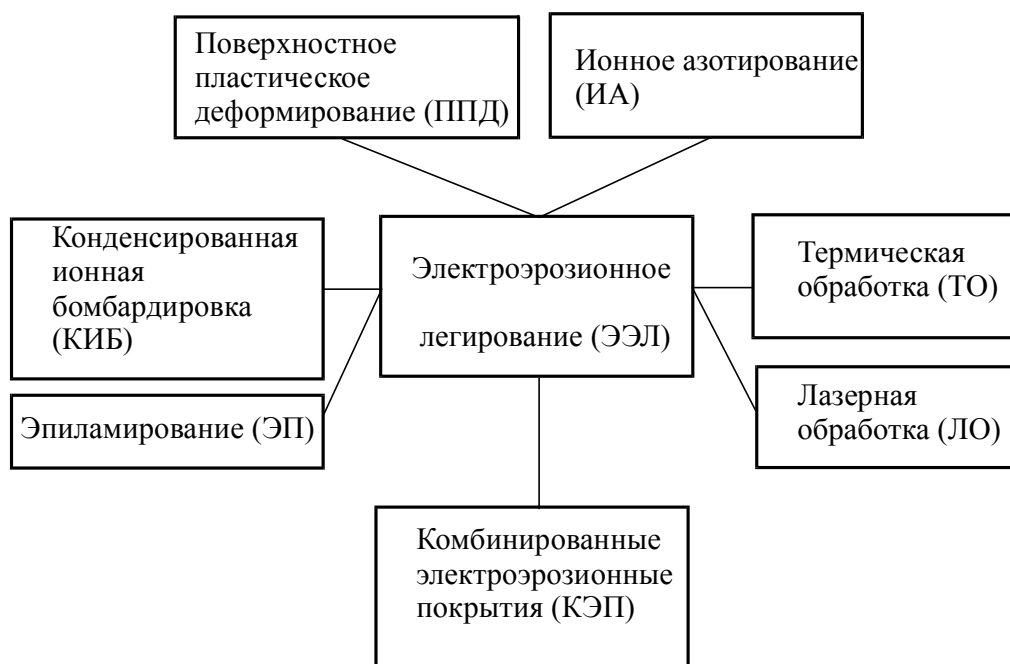 Поверхностное
пластическое
деформирование (ППД)
Ионное азотирование
(ИА)
Конденсированная
ионная
бомбардировка
(КИБ)
Электроэрозионное
легирование (ЭЭЛ)
Термическая
обработка (ТО)
Эпиламирование (ЭП)
Лазерная
обработка (ЛО)
Комбинированные
электроэрозионные
покрытия (КЭП)